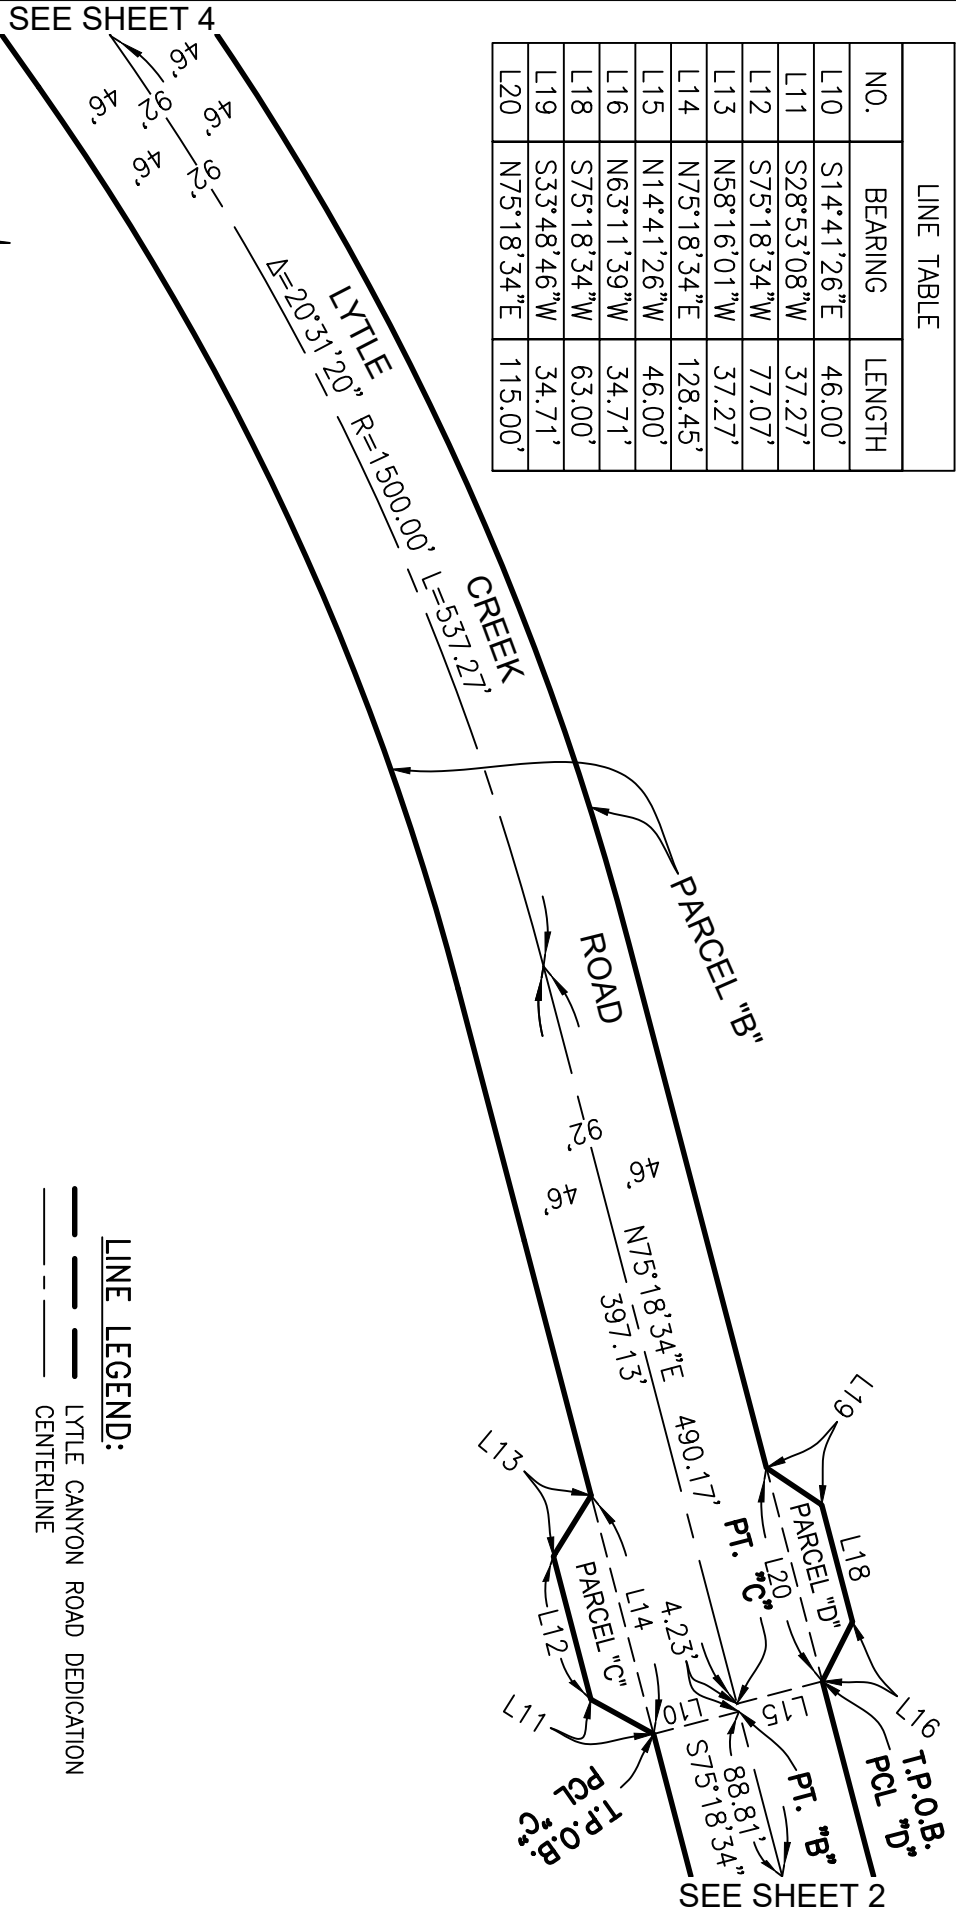 SEE SHEET 4
LINE TABLE
NO. BEARING LENGTH
L10 S14°41'26"E 46.00'
L11 S28°53'08"W 37.27'
L12 S75°18'34"W 77.07'
L13 N58°16'01"W 37.27'
L14 N75°18'34"E 128.45'
L15 N14°41'26"W 46.00'
L16 N63°11'39"W 34.71'
L18 S75°18'34"W 63.00'
L19 S33°48'46"W 34.71'
L20 N75°18'34"E 115.00'
46'
46'
92'
46'
46'
92'
LYTLE CREEK ROAD
Δ=20°31'20" R=1500.00' L=537.27'
PARCEL "B"
92'
46'
46'
N75°18'34"E 490.17'
397.13'
L19
L18
PARCEL "D"
L20
L16
T.P.O.B.
PCL "D"
PT. "C"
L15
4.23'
L13
L12
PARCEL "C"
L14
L11
L10
T.P.O.B.
PCL "C"
PT. "B"
88.81'
S75°18'34"
SEE SHEET 2
LINE LEGEND:
LYTLE CANYON ROAD DEDICATION
CENTERLINE